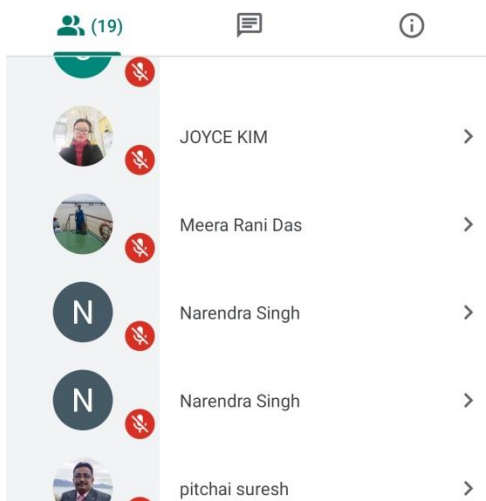 (19)
JOYCE KIM
Meera Rani Das
N
Narendra Singh
N
Narendra Singh
pitchai suresh